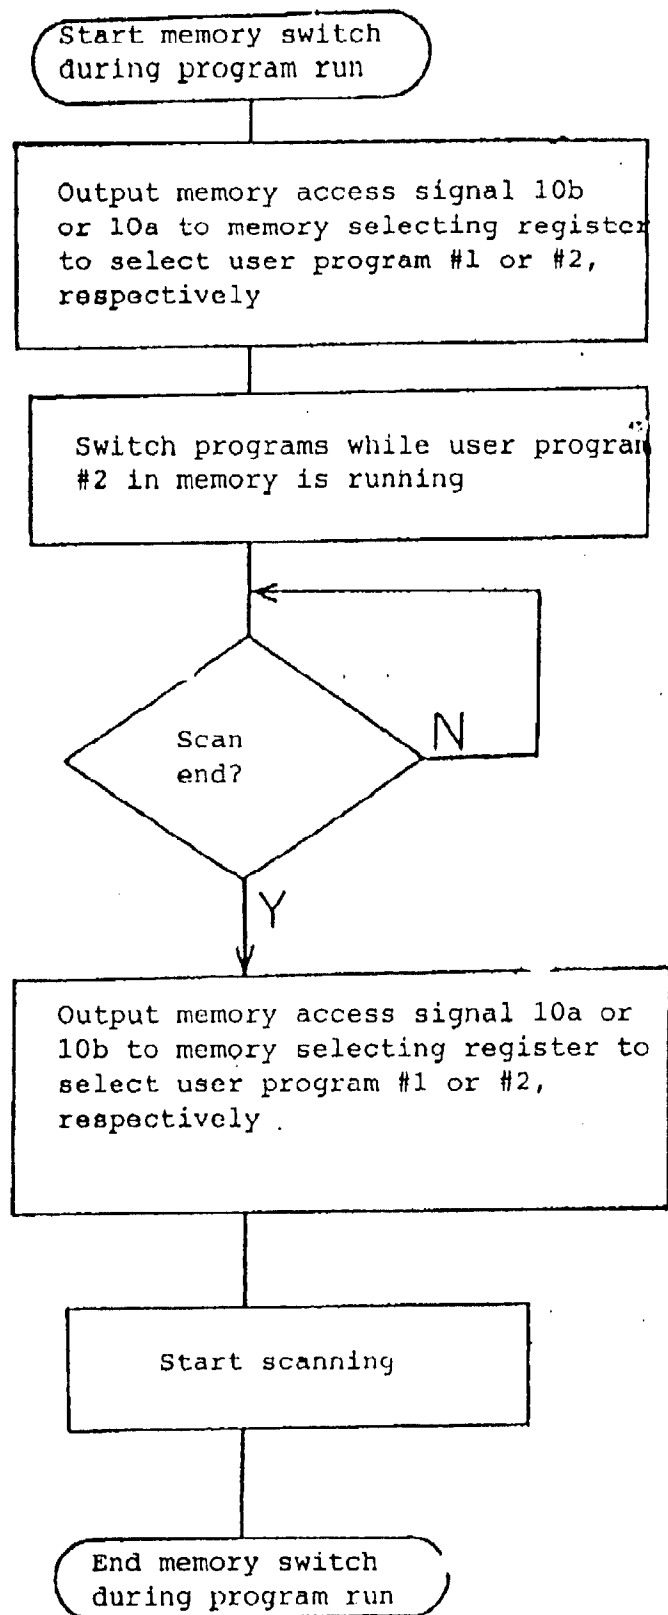 Start memory switch
during program run
Output memory access signal 10b
or 10a to memory selecting register
to select user program #1 or #2,
respectively
Switch programs while user program
#2 in memory is running
Scan
end?
N
Y
Output memory access signal 10a or
10b to memory selecting register to
select user program #1 or #2,
respectively
Start scanning
End memory switch
during program run